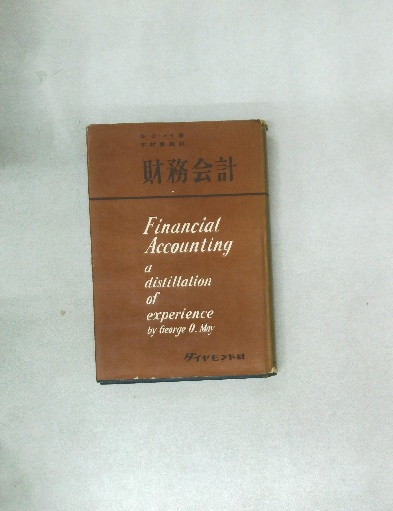 財務会計
Financial
Accounting
a
distillation
of
experience
by George O. May
ダイヤモンド社